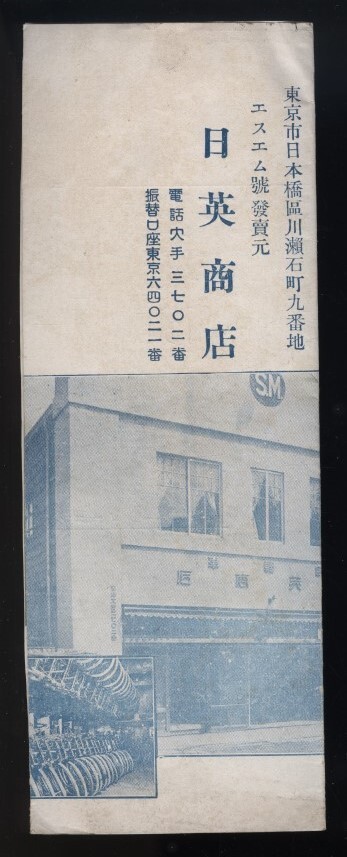 東京市日本橋區川瀨石町九番地
エスエム號發賣元
日英商店
電話大手三七〇二番
振替口座東京六四〇二一番
SM